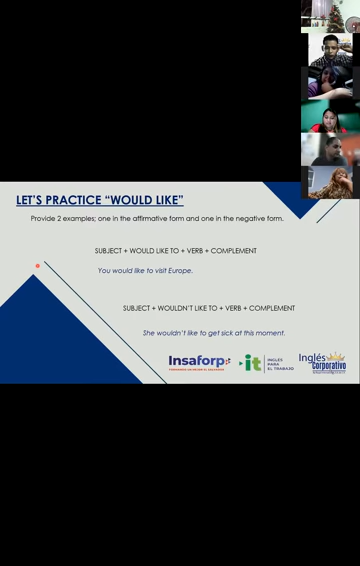 LET'S PRACTICE "WOULD LIKE"
Provide 2 examples; one in the affirmative form and one in the negative form.
SUBJECT + WOULD LIKE TO + VERB + COMPLEMENT
You would like to visit Europe.
SUBJECT + WOULDN'T LIKE TO + VERB + COMPLEMENT
She wouldn't like to get sick at this moment.
Insaforp
it
INGLÉS
PARA
EL TRABAJO
Inglés
Corporativo